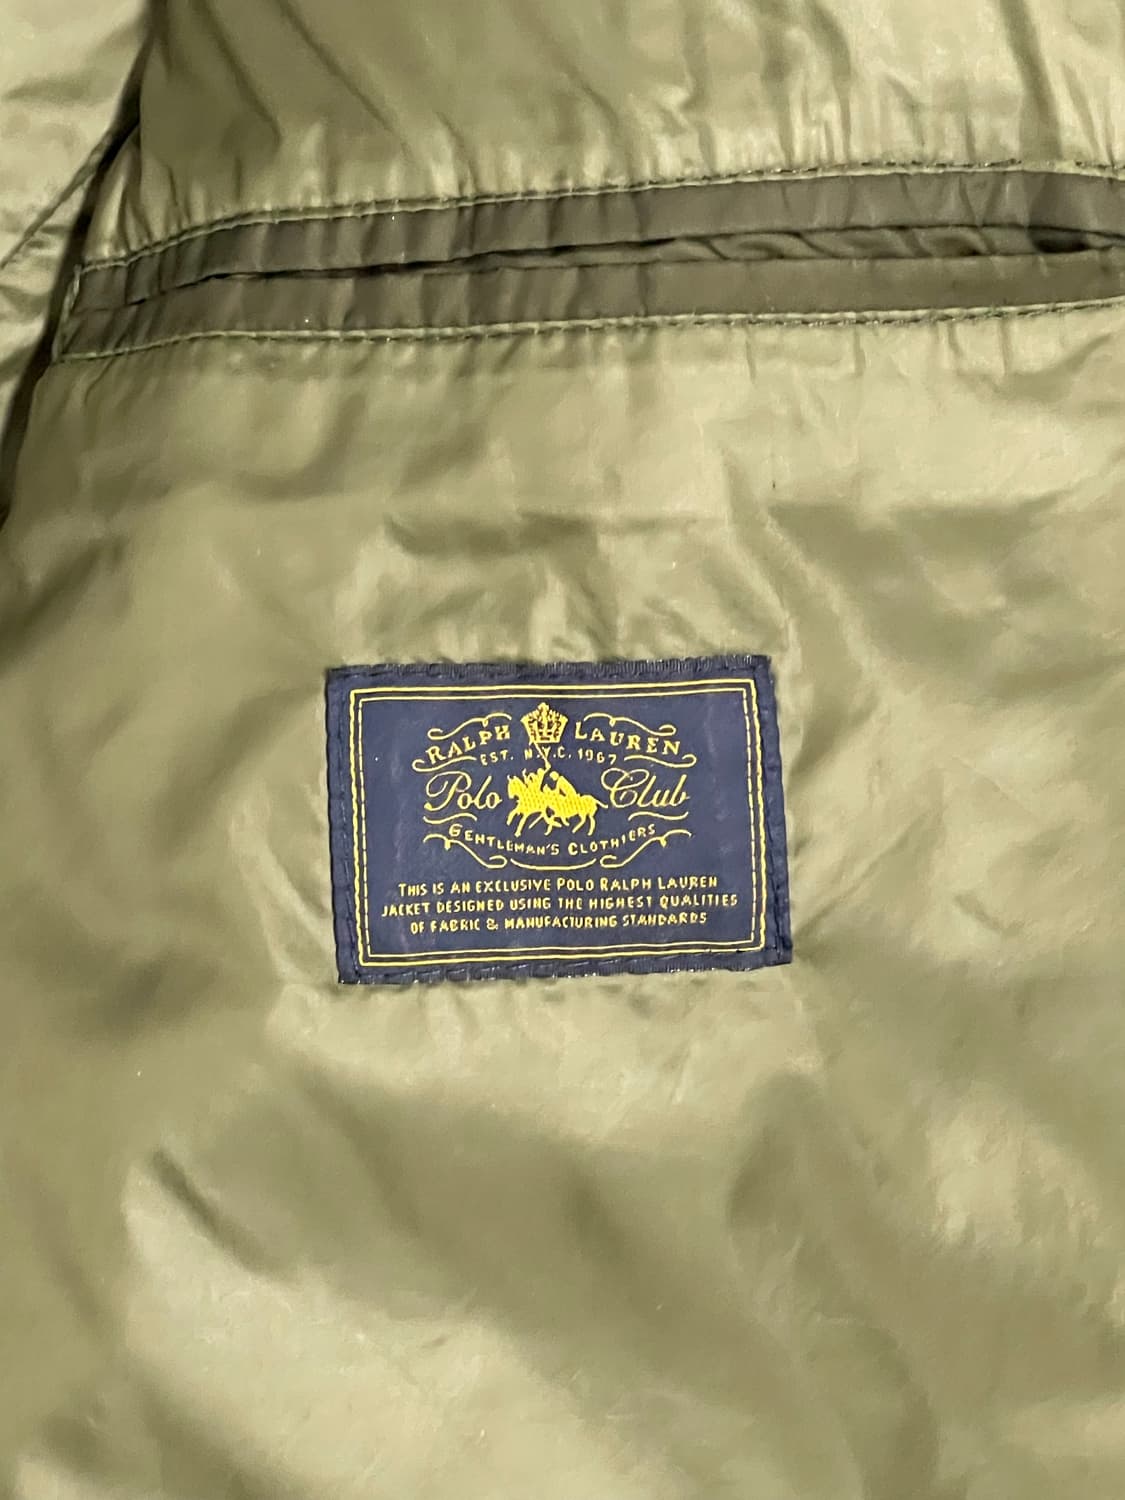 RALPH LAUREN
EST. N.Y.C. 1967
Polo Club
GENTLEMAN'S CLOTHIERS
THIS IS AN EXCLUSIVE POLO RALPH LAUREN
JACKET DESIGNED USING THE HIGHEST QUALITIES
OF FABRIC & MANUFACTURING STANDARDS